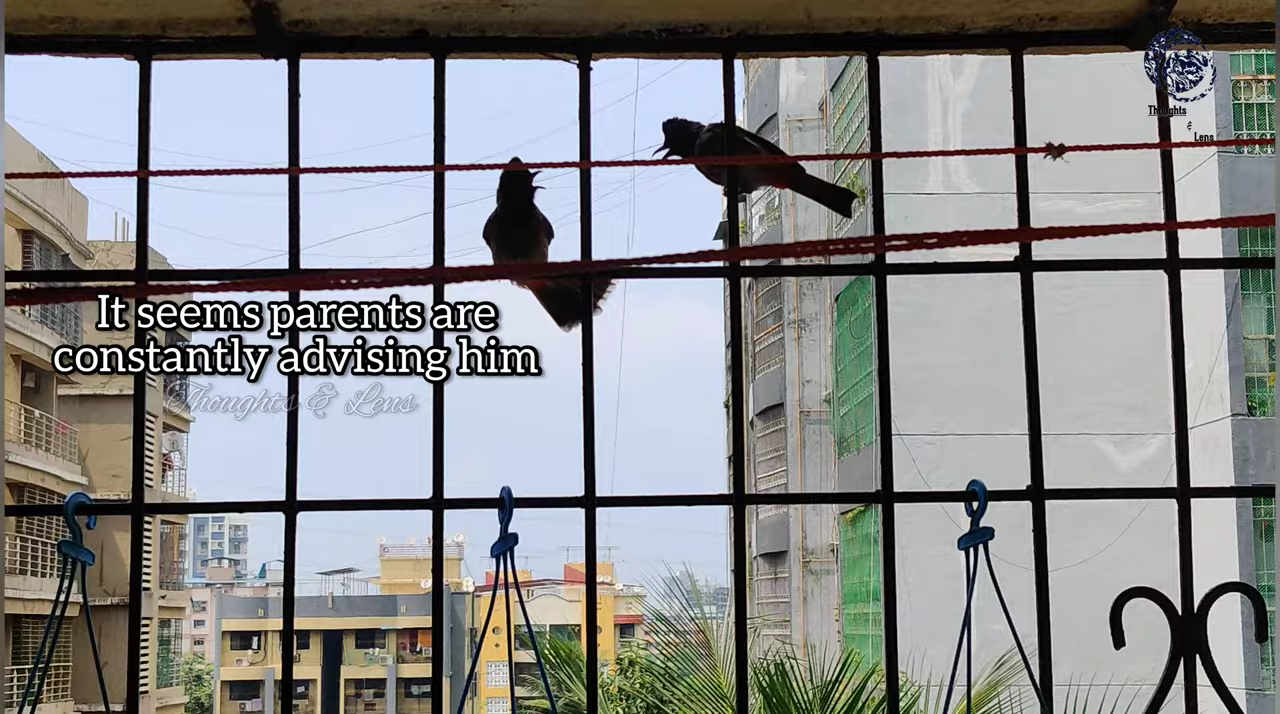 Thoughts
&
Lens
It seems parents are
constantly advising him
Thoughts & Lens